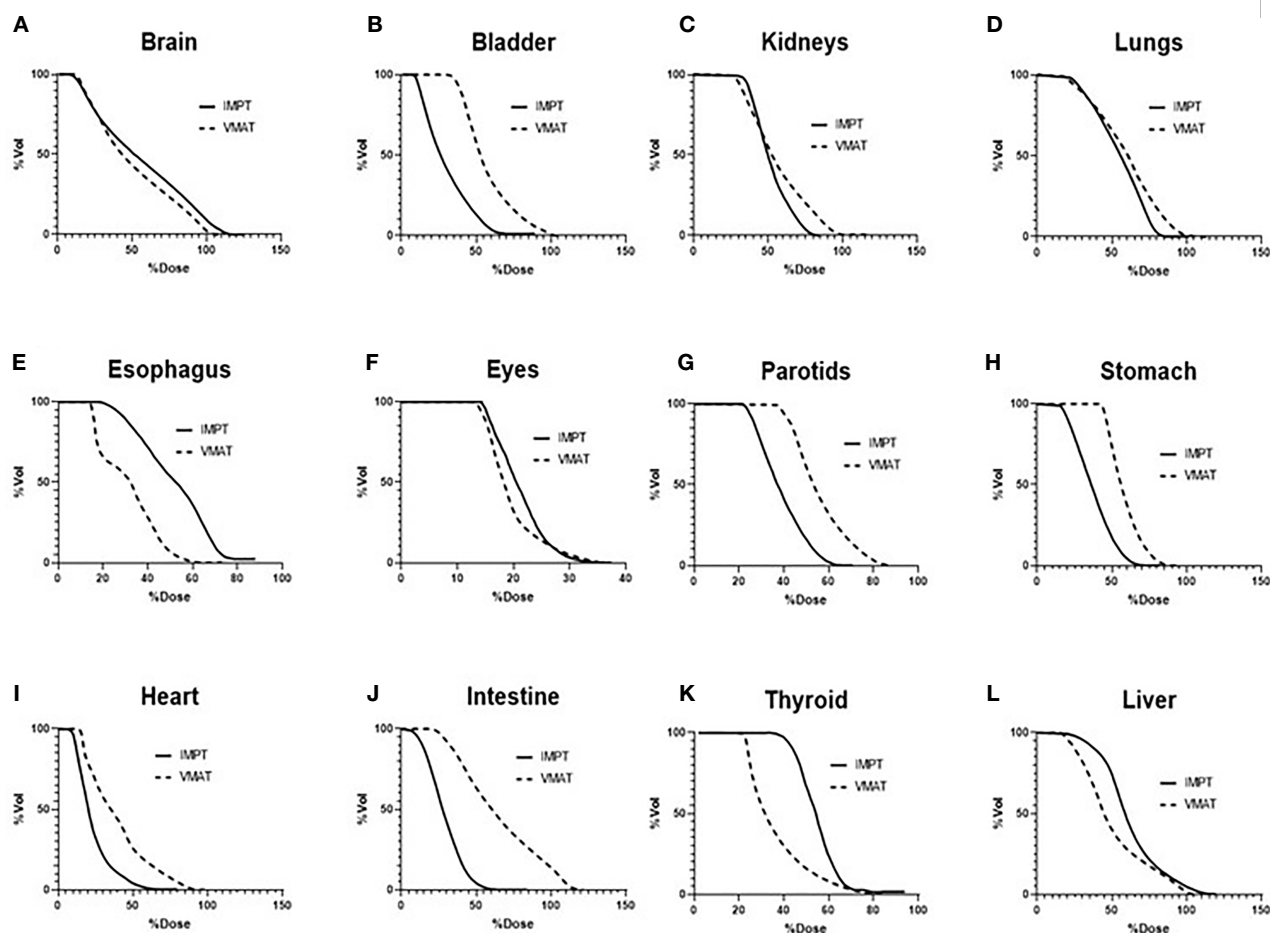 A
Brain
100
50
0
%Vol
IMPT
VMAT
0 50 100 150
%Dose
B
Bladder
100
50
0
%Vol
IMPT
VMAT
0 50 100 150
%Dose
C
Kidneys
100
50
0
%Vol
IMPT
VMAT
0 50 100 150
%Dose
D
Lungs
100
50
0
%Vol
IMPT
VMAT
0 50 100 150
%Dose
E
Esophagus
100
50
0
%Vol
IMPT
VMAT
0 20 40 60 80 100
%Dose
F
Eyes
100
50
0
%Vol
IMPT
VMAT
0 10 20 30 40
%Dose
G
Parotids
100
50
0
%Vol
IMPT
VMAT
0 20 40 60 80 100
%Dose
H
Stomach
100
50
0
%Vol
IMPT
VMAT
0 50 100 150
%Dose
I
Heart
100
50
0
%Vol
IMPT
VMAT
0 50 100 150
%Dose
J
Intestine
100
50
0
%Vol
IMPT
VMAT
0 50 100 150
%Dose
K
Thyroid
100
50
0
%Vol
IMPT
VMAT
0 20 40 60 80 100
%Dose
L
Liver
100
50
0
%Vol
IMPT
VMAT
0 50 100 150
%Dose